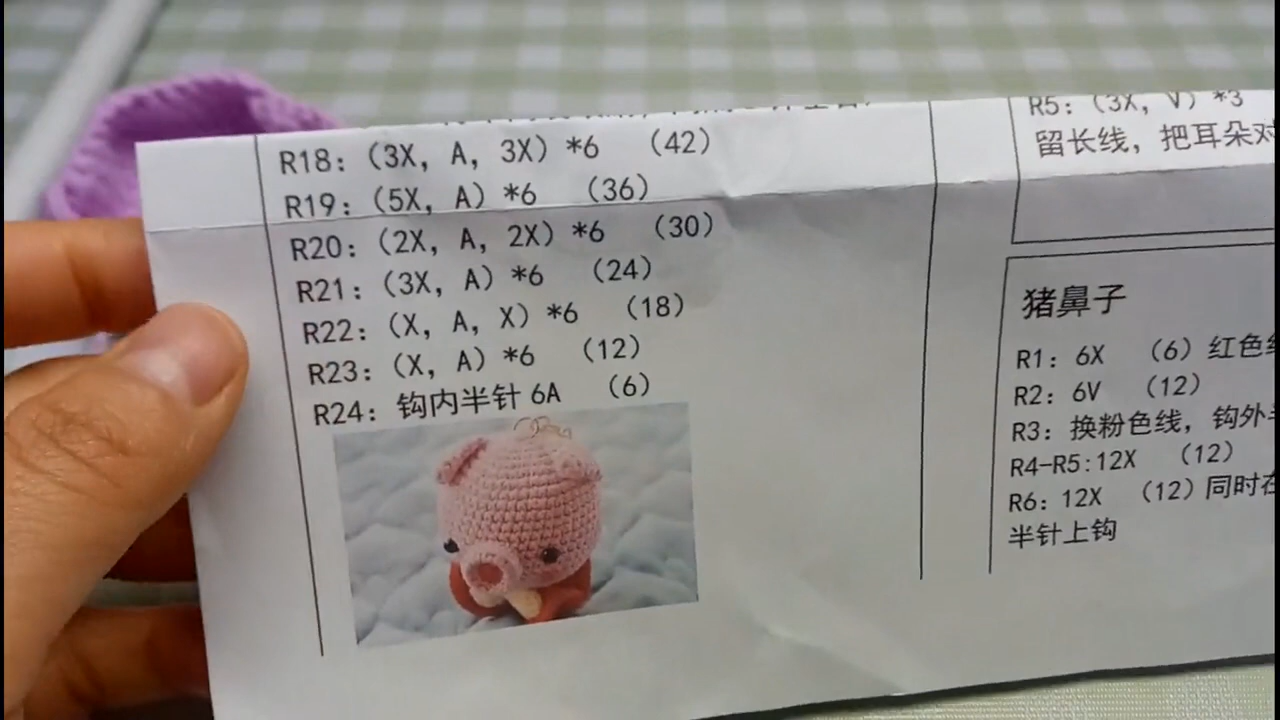 R18：（3X, A, 3X）*6 （42）
R19：（5X, A）*6 （36）
R20：（2X, A, 2X）*6 （30）
R21：（3X, A）*6 （24）
R22：（X, A, X）*6 （18）
R23：（X, A）*6 （12）
R24：钩内半针 6A （6）
R5：（3X, V）*3
留长线，把耳朵对
猪鼻子
R1：6X （6）红色
R2：6V （12）
R3：换粉色线，钩外
R4-R5:12X （12）
R6：12X （12）同时在
半针上钩